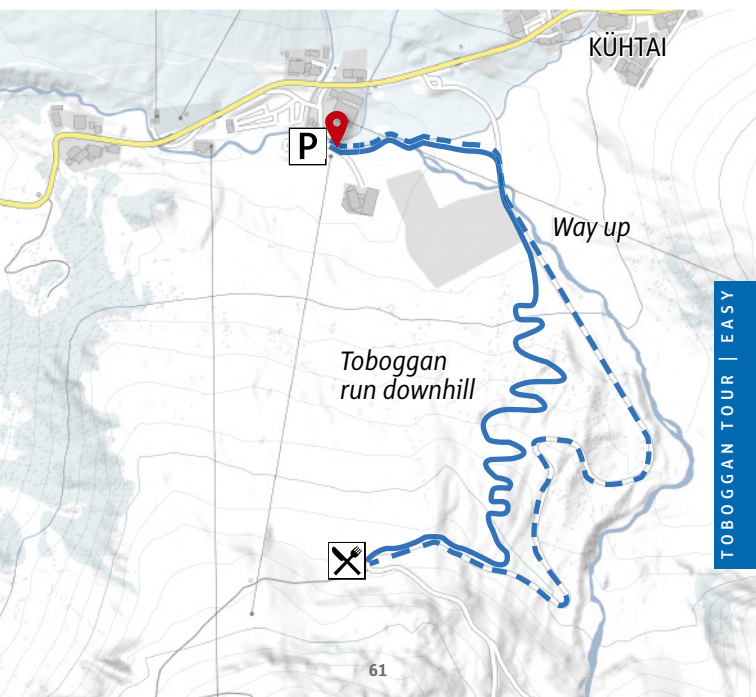 KÜHTAI
P
Way up
Toboggan
run downhill
TOBOGGAN TOUR | EASY
61